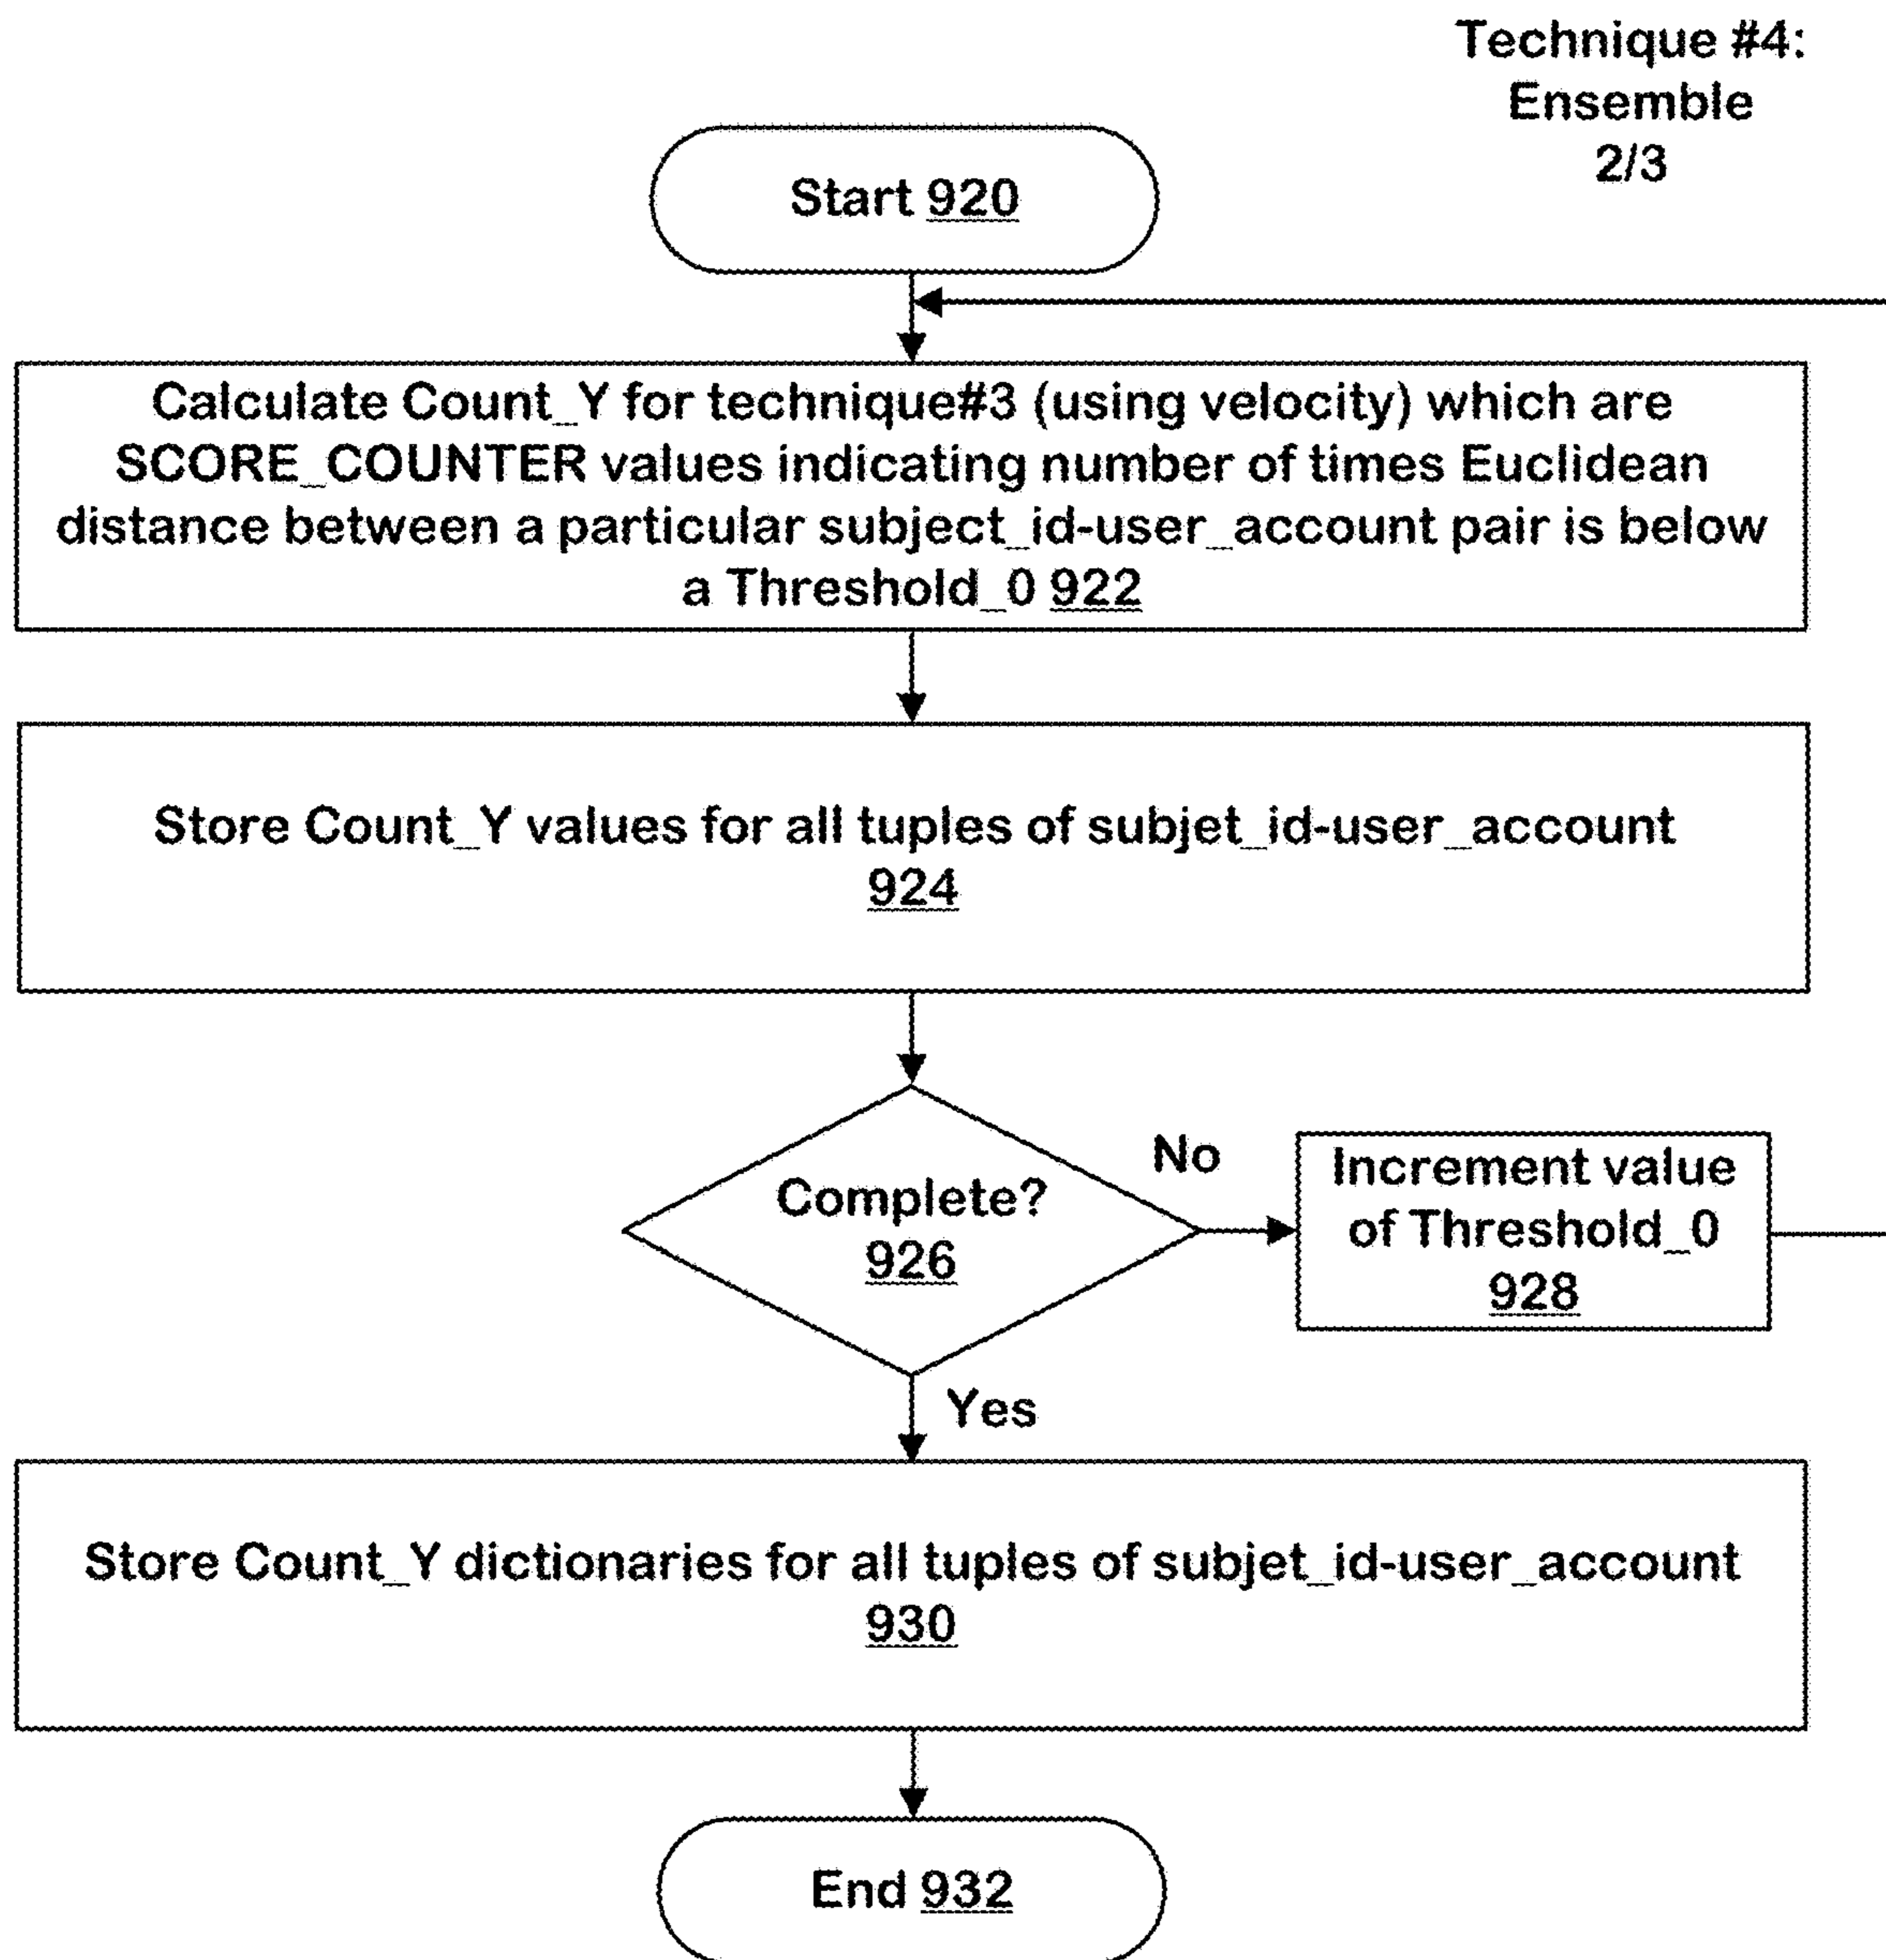 Technique #4:
Ensemble
2/3
Start 920
Calculate Count_Y for technique#3 (using velocity) which are
SCORE_COUNTER values indicating number of times Euclidean
distance between a particular subject_id-user_account pair is below
a Threshold_0 922
Store Count_Y values for all tuples of subjet_id-user_account
924
Complete?
926
No
Increment value
of Threshold_0
928
Yes
Store Count_Y dictionaries for all tuples of subjet_id-user_account
930
End 932